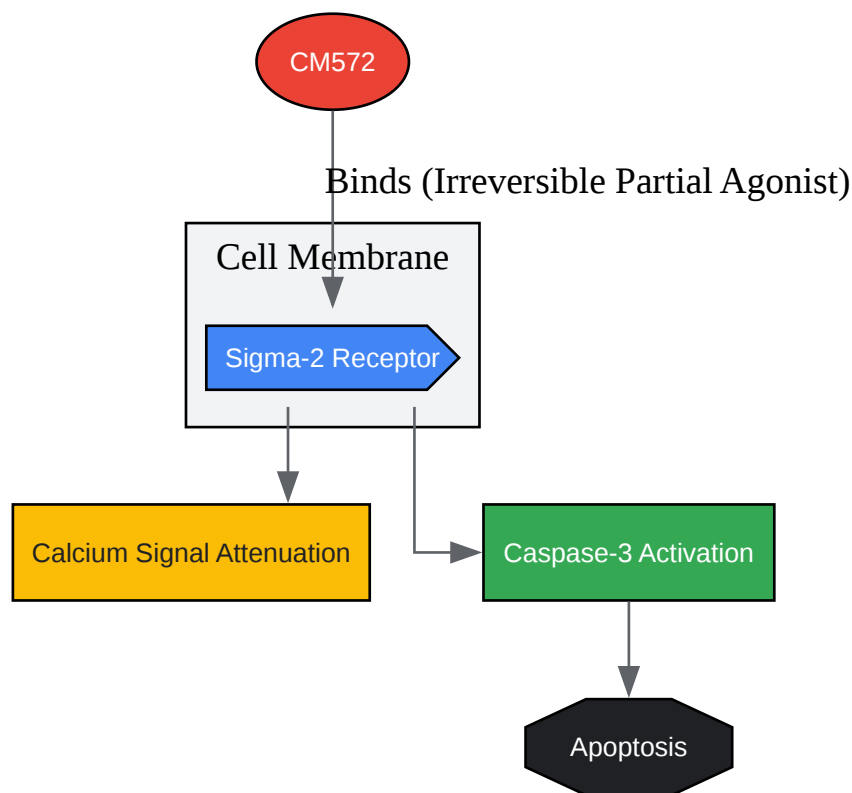 CM572
Binds (Irreversible Partial Agonist)
Cell Membrane
Sigma-2 Receptor
Calcium Signal Attenuation
Caspase-3 Activation
Apoptosis